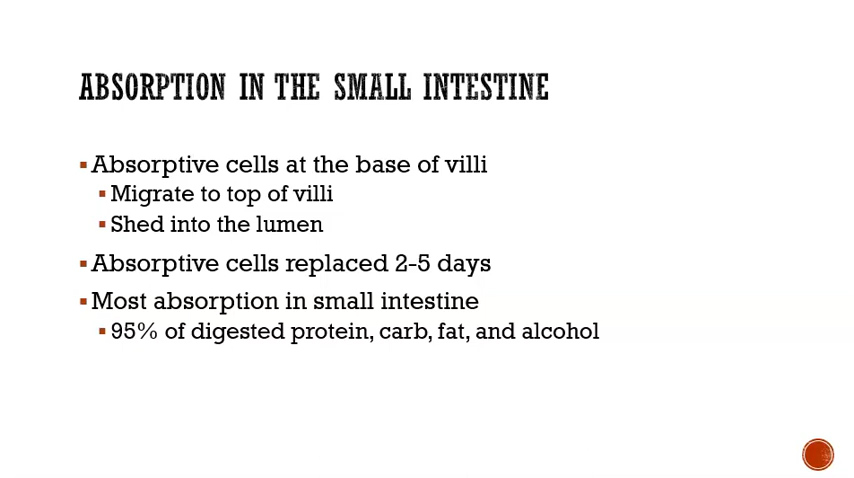 ABSORPTION IN THE SMALL INTESTINE
▪ Absorptive cells at the base of villi
▪ Migrate to top of villi
▪ Shed into the lumen
▪ Absorptive cells replaced 2-5 days
▪ Most absorption in small intestine
▪ 95% of digested protein, carb, fat, and alcohol